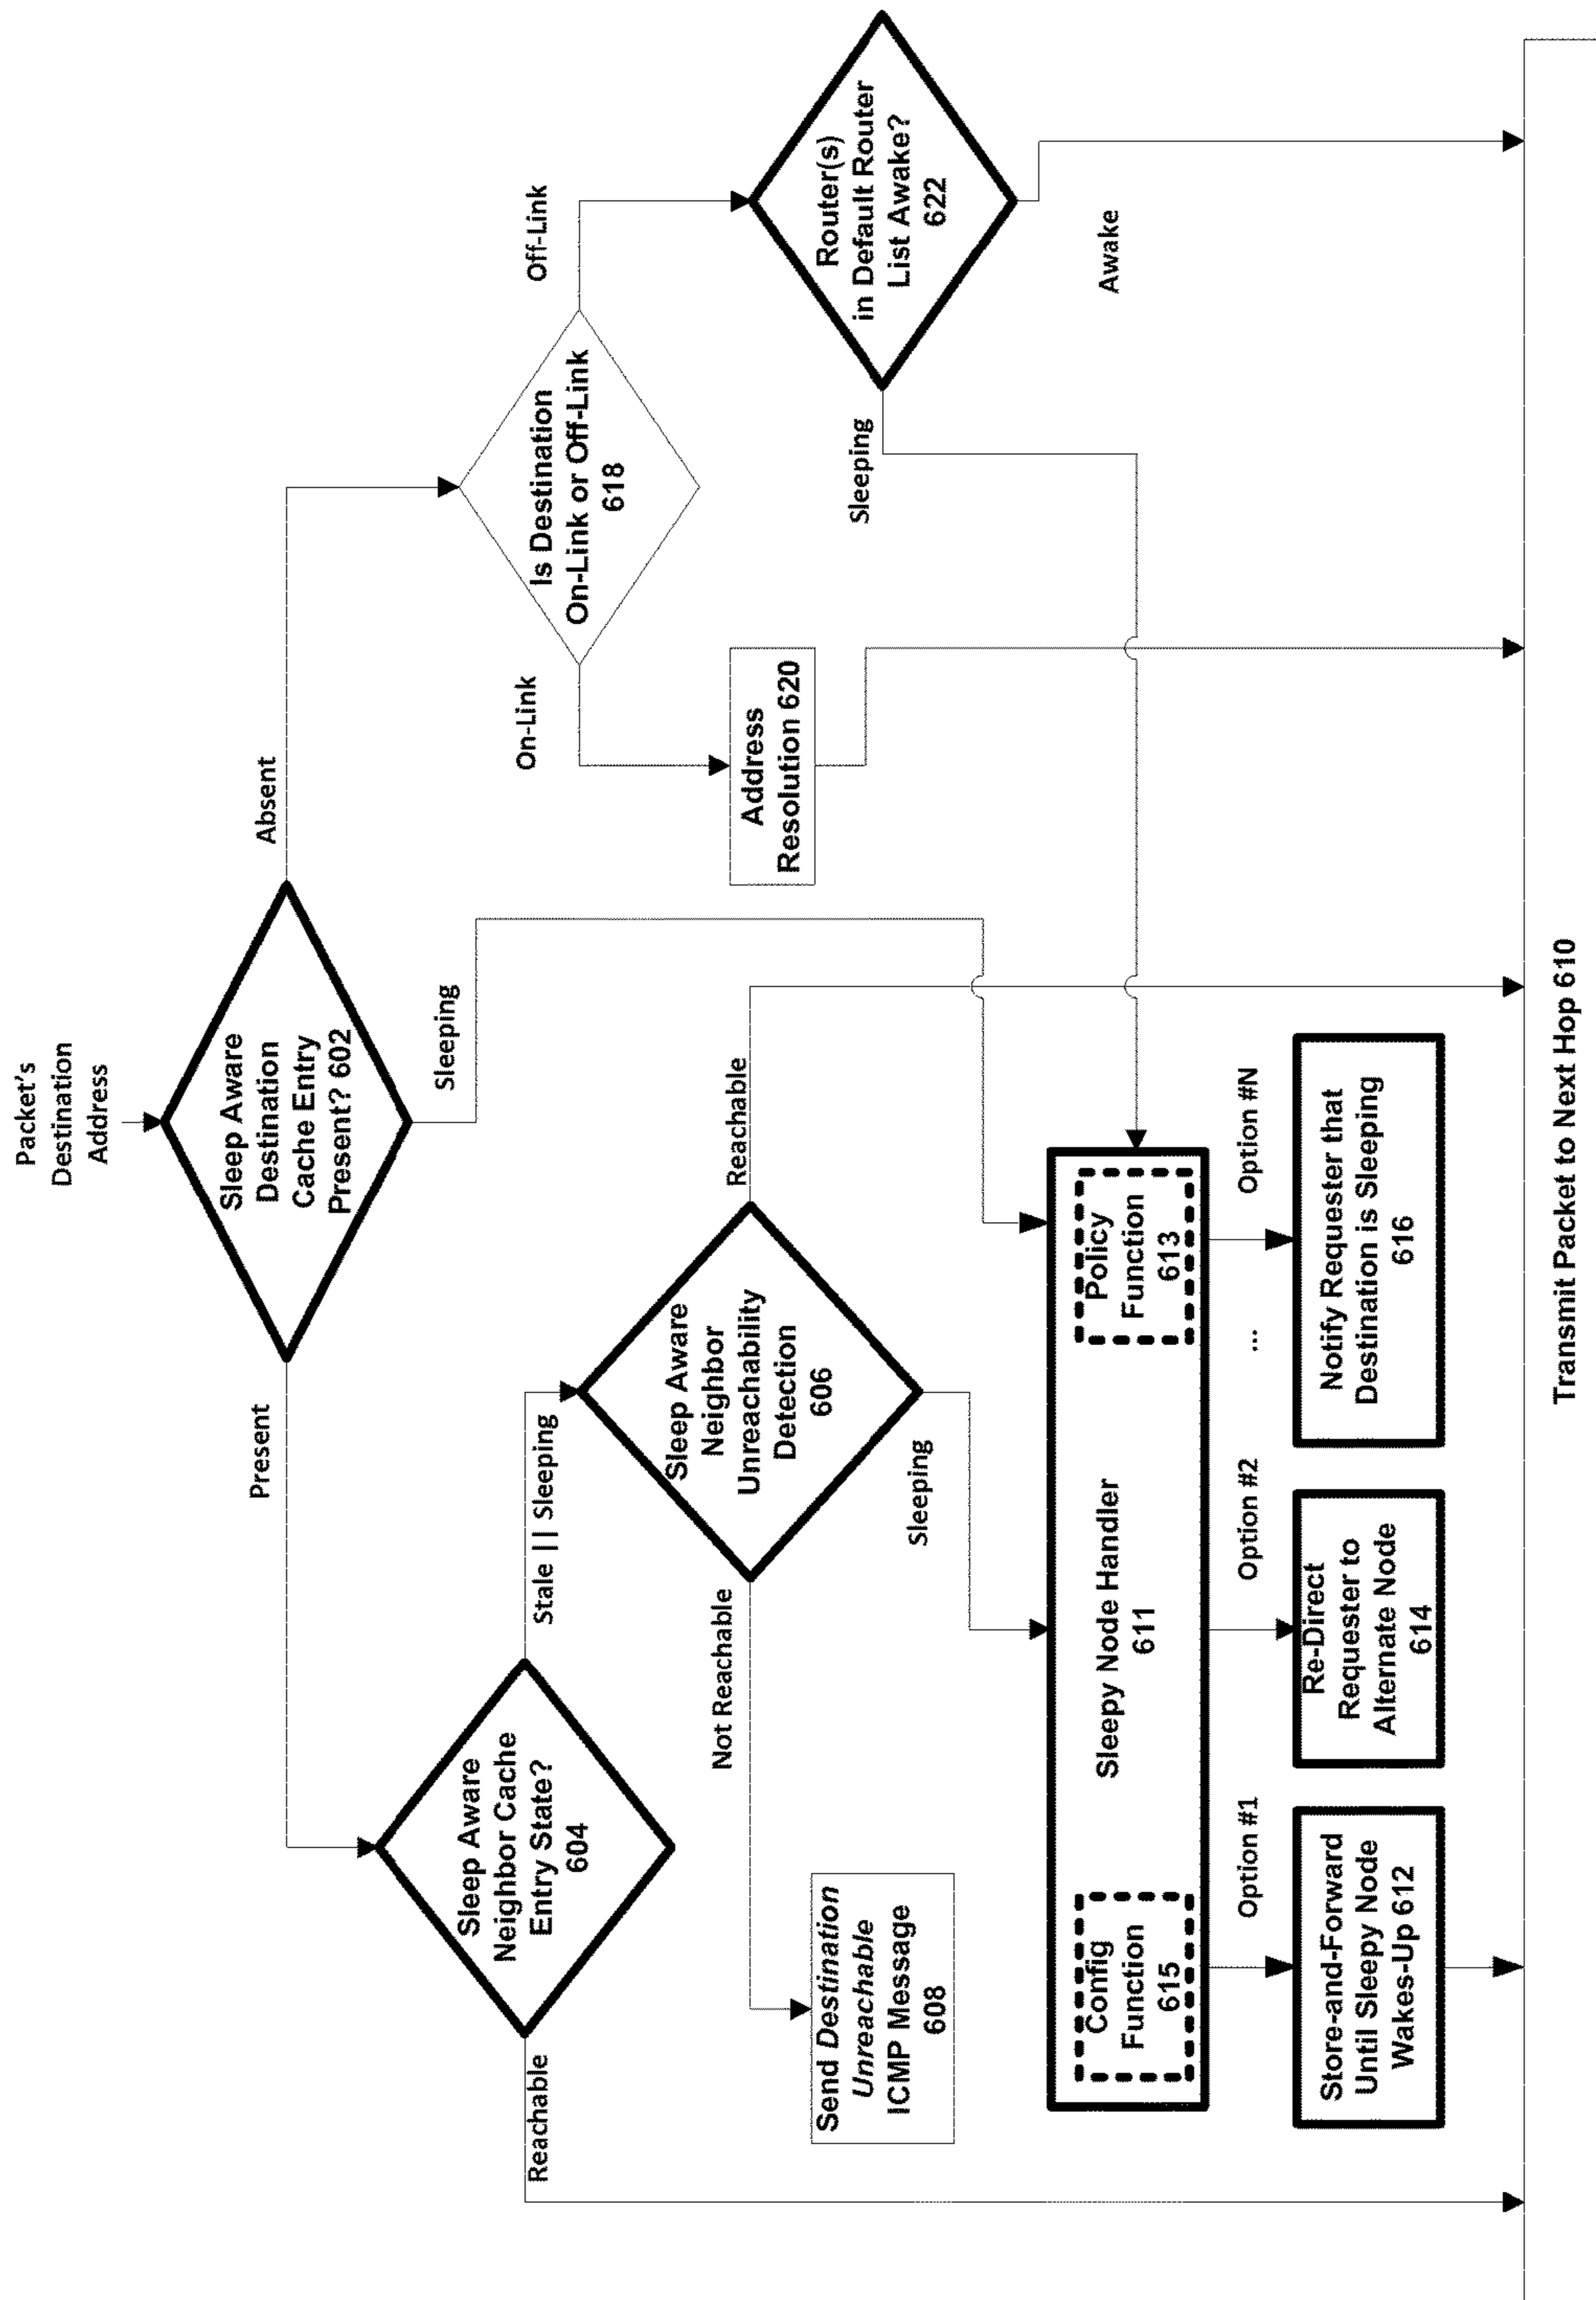 Packet's
Destination
Address
Sleep Aware
Destination
Cache Entry
Present? 602
Present
Absent
Sleeping
Sleep Aware
Neighbor Cache
Entry State?
604
Reachable
Stale || Sleeping
Is Destination
On-Link or Off-Link
618
On-Link
Off-Link
Sleep Aware
Neighbor
Unreachability
Detection
606
Not Reachable
Reachable
Sleeping
Address
Resolution 620
Router(s)
in Default Router
List Awake?
622
Sleeping
Awake
Send Destination
Unreachable
ICMP Message
608
Config
Function
615
Sleepy Node Handler
611
Policy
Function
613
Option #1
Option #2
...
Option #N
Store-and-Forward
Until Sleepy Node
Wakes-Up 612
Re-Direct
Requester to
Alternate Node
614
Notify Requester that
Destination is Sleeping
616
Transmit Packet to Next Hop 610